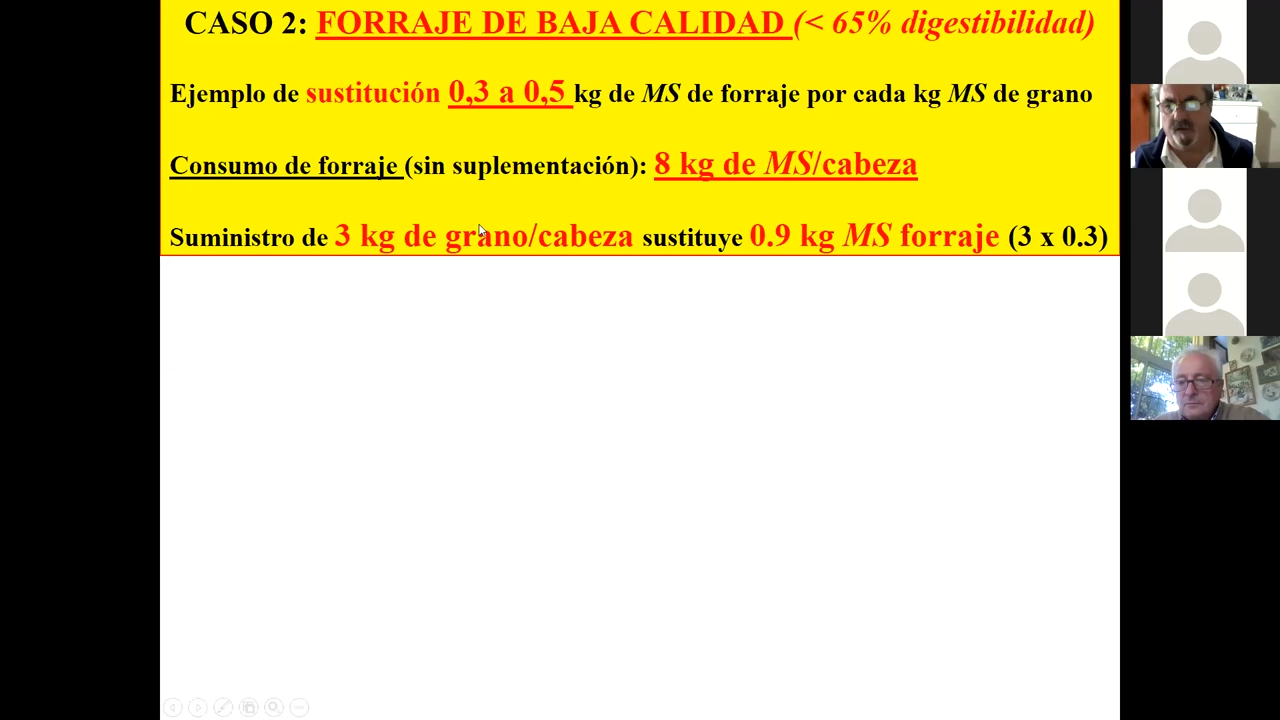 CASO 2: FORRAJE DE BAJA CALIDAD (< 65% digestibilidad)
Ejemplo de sustitución 0,3 a 0,5 kg de MS de forraje por cada kg MS de grano
Consumo de forraje (sin suplementación): 8 kg de MS/cabeza
Suministro de 3 kg de grano/cabeza sustituye 0.9 kg MS forraje (3 x 0.3)